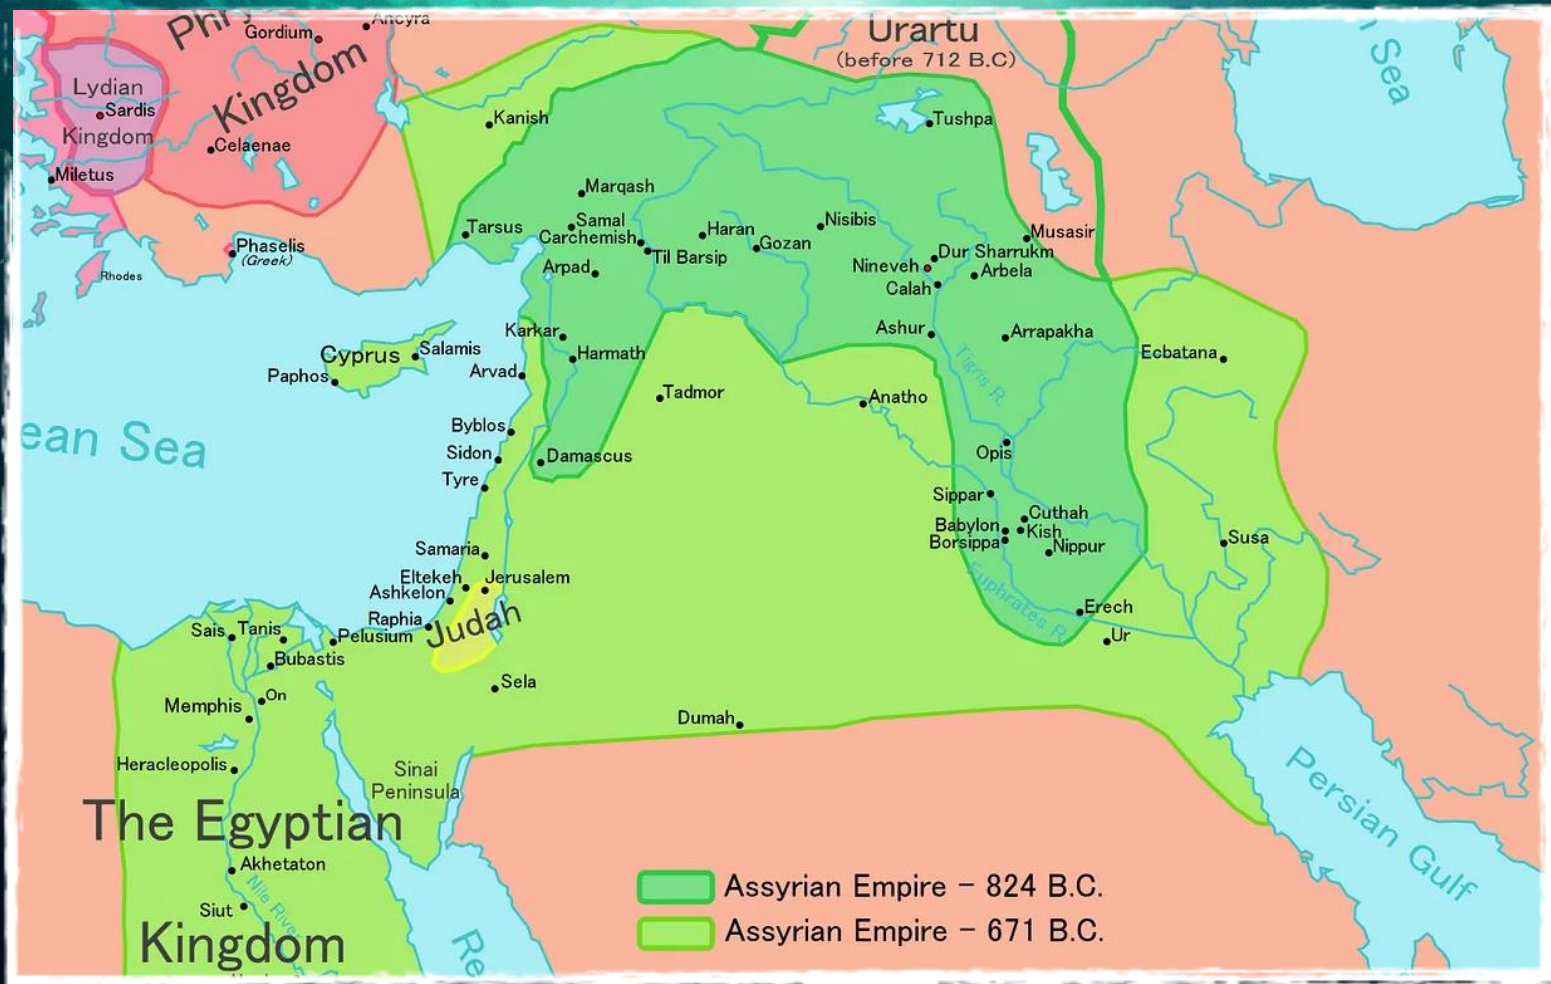 Gordium
Ancyra
Kingdom
Lydian
Sardis
Kingdom
Celaenae
Miletus
Phaselis
(Greek)
Rhodes
Urartu
(before 712 B.C)
Sea
Kanish
Tushpa
Marqash
Samal
Tarsus
Carchemish
Haran
Nisibis
Gozan
Til Barsip
Arpad
Musasir
Dur Sharrukm
Nineveh
Arbela
Calah
Karkar
Ashur
Arrapakha
Harmath
Ecbatana
Cyprus
Salamis
Paphos
Arvad
Tadmor
Anatho
Tigris R.
ean Sea
Byblos
Sidon
Damascus
Tyre
Opis
Sippar
Cuthah
Babylon
Kish
Borsippa
Nippur
Susa
Samaria
Eltekeh
Jerusalem
Ashkelon
Raphia
Judah
Euphrates R.
Erech
Ur
Sais
Tanis
Pelusium
Bubastis
On
Memphis
Sela
Dumah
Heracleopolis
Sinai
Peninsula
Persian Gulf
The Egyptian
Akhetaton
Nile River
Siut
Kingdom
Re
Assyrian Empire – 824 B.C.
Assyrian Empire – 671 B.C.